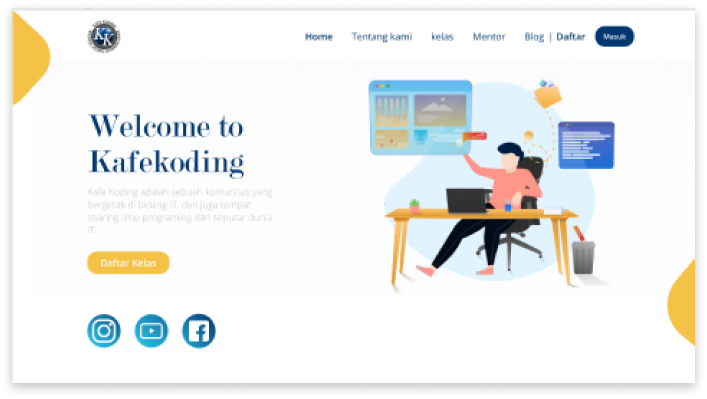 KK
Home Tentang kami kelas Mentor Blog | Daftar Masuk
Welcome to
Kafekoding
Kafe Koding adalah sebuah komunitas yang
bergerak di bidang IT. dan juga tempat
sharing ilmu programing dan seputar dunia
IT.
Daftar Kelas